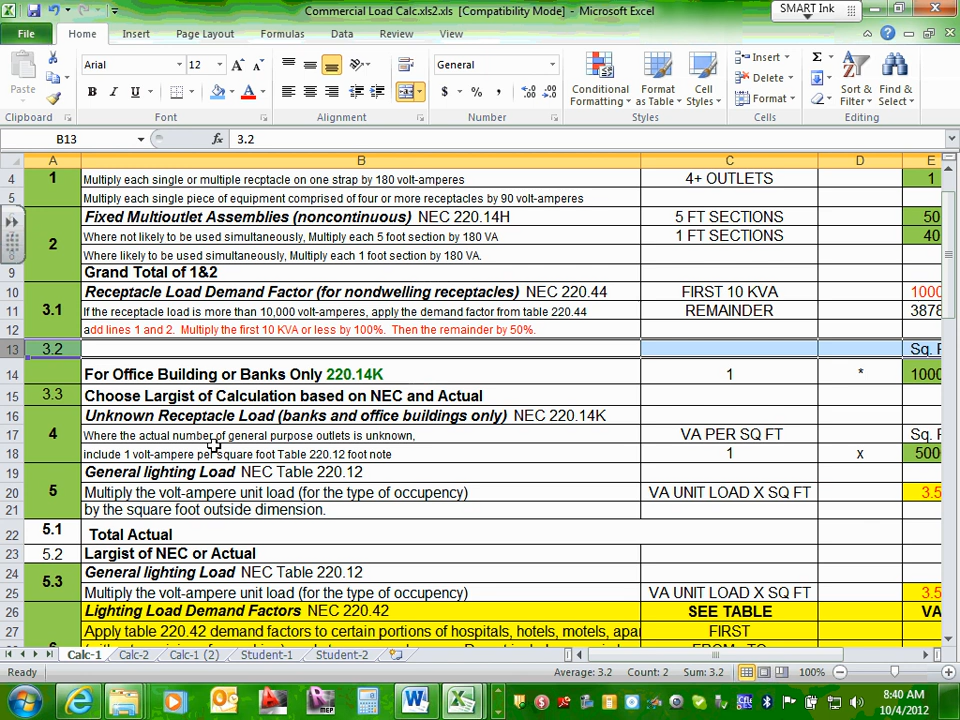 Commercial Load Calc.xls2.xls [Compatibility Mode] - Microsoft Excel
SMART Ink
File Home Insert Page Layout Formulas Data Review View
Paste
Arial 12 A A
B I U A
General
$ % , .00
Conditional Formatting
Format as Table
Cell Styles
Insert
Delete
Format
Σ
Sort & Filter
Find & Select
Clipboard Font Alignment Number Styles Cells Editing
B13 fx 3.2
A B C D E
4 1 Multiply each single or multiple recptacle on one strap by 180 volt-amperes 4+ OUTLETS 1
5 Multiply each single piece of equipment comprised of four or more receptacles by 90 volt-amperes
2 Fixed Multioutlet Assemblies (noncontinuous) NEC 220.14H 5 FT SECTIONS 50
Where not likely to be used simultaneously, Multiply each 5 foot section by 180 VA 1 FT SECTIONS 40
Where likely to be used simultaneously, Multiply each 1 foot section by 180 VA.
9 Grand Total of 1&2
10 Receptacle Load Demand Factor (for nondwelling receptacles) NEC 220.44 FIRST 10 KVA 1000
11 3.1 If the receptacle load is more than 10,000 volt-amperes, apply the demand factor from table 220.44 REMAINDER 3878
12 add lines 1 and 2. Multiply the first 10 KVA or less by 100%. Then the remainder by 50%.
13 3.2 Sq. F
14 For Office Building or Banks Only 220.14K 1 * 1000
15 3.3 Choose Largist of Calculation based on NEC and Actual
16 Unknown Receptacle Load (banks and office buildings only) NEC 220.14K
17 4 Where the actual number of general purpose outlets is unknown, VA PER SQ FT Sq. F
18 include 1 volt-ampere per square foot Table 220.12 foot note 1 x 500
19 General lighting Load NEC Table 220.12
20 5 Multiply the volt-ampere unit load (for the type of occupency) VA UNIT LOAD X SQ FT 3.5
21 by the square foot outside dimension.
22 5.1 Total Actual
23 5.2 Largist of NEC or Actual
24 5.3 General lighting Load NEC Table 220.12
25 Multiply the volt-ampere unit load (for the type of occupency) VA UNIT LOAD X SQ FT 3.5
26 Lighting Load Demand Factors NEC 220.42 SEE TABLE VA
27 Apply table 220.42 demand factors to certain portions of hospitals, hotels, motels, apar FIRST
Calc-1 Calc-2 Calc-1 (2) Student-1 Student-2
Ready Average: 3.2 Count: 2 Sum: 3.2 100%
8:40 AM
10/4/2012